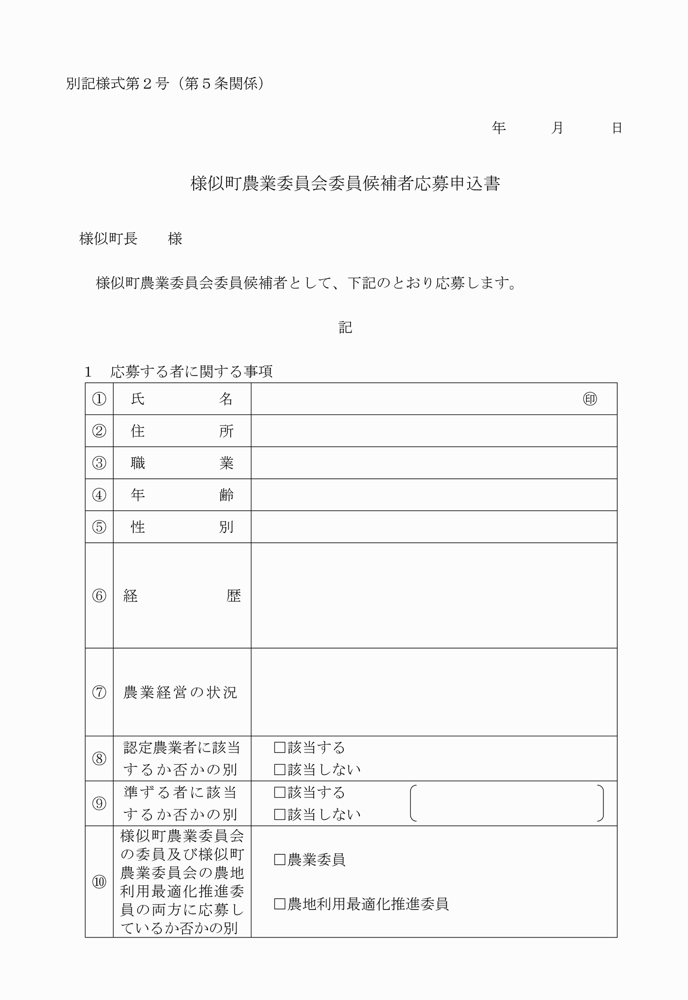 別記様式第２号（第５条関係）
年　　　月　　　日
様似町農業委員会委員候補者応募申込書
様似町長　　様
様似町農業委員会委員候補者として、下記のとおり応募します。
記
１　応募する者に関する事項
① 氏　　　　　名 ㊞
② 住　　　　　所
③ 職　　　　　業
④ 年　　　　　齢
⑤ 性　　　　　別
⑥ 経　　　　　　歴
⑦ 農業経営の状況
⑧ 認定農業者に該当 □該当する
するか否かの別 □該当しない
⑨ 準ずる者に該当 □該当する
するか否かの別 □該当しない
⑩ 様似町農業委員会
の委員及び様似町
農業委員会の農地
利用最適化推進委
員の両方に応募し
ているか否かの別
□農業委員
□農地利用最適化推進委員